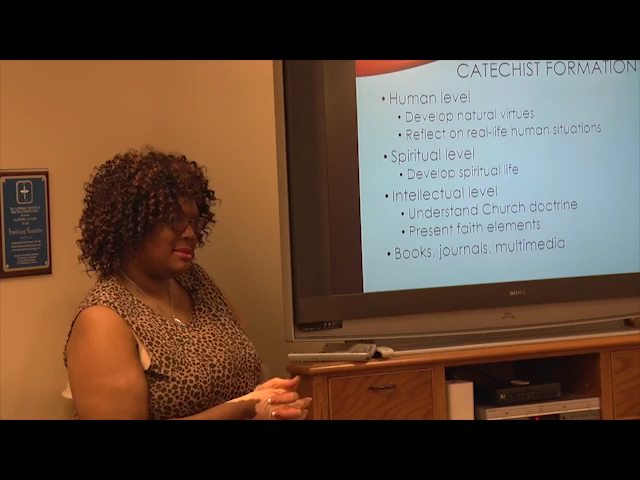 CATECHIST FORMATION
• Human level
• Develop natural virtues
• Reflect on real-life human situations
• Spiritual level
• Develop spiritual life
• Intellectual level
• Understand Church doctrine
• Present faith elements
• Books, journals, multimedia
SONY